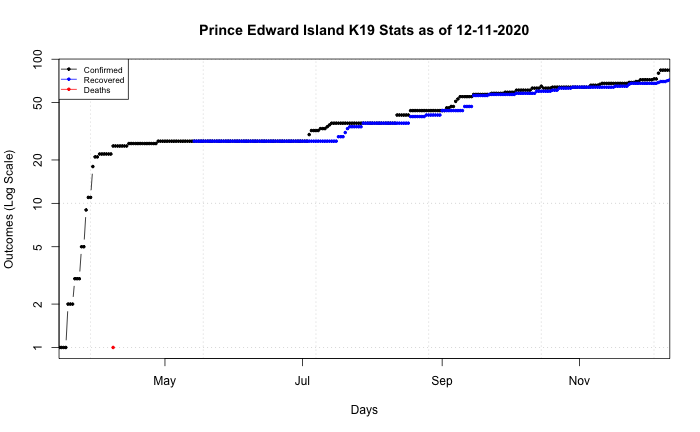 Prince Edward Island K19 Stats as of 12-11-2020
Confirmed
Recovered
Deaths
Outcomes (Log Scale)
100
50
20
10
5
2
1
May
Jul
Sep
Nov
Days